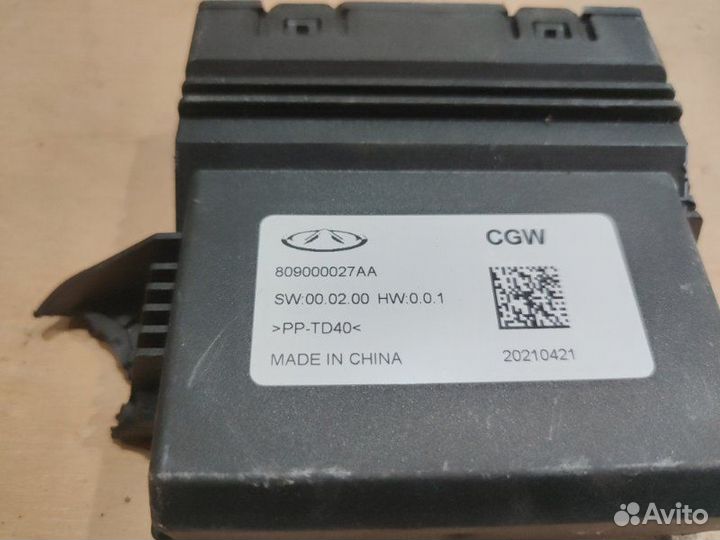 CGW
809000027AA
SW:00.02.00 HW:0.0.1
>PP-TD40<
MADE IN CHINA
20210421
Avito